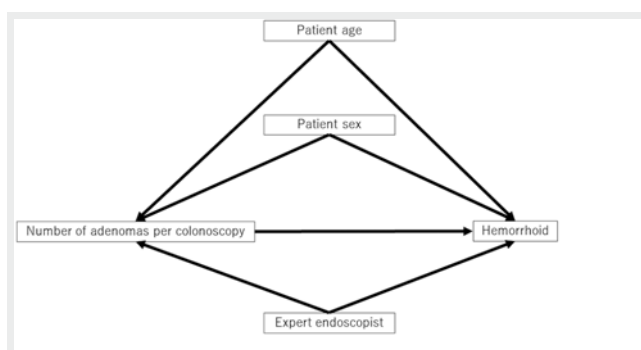 Patient age
Patient sex
Number of adenomas per colonoscopy
Hemorrhoid
Expert endoscopist